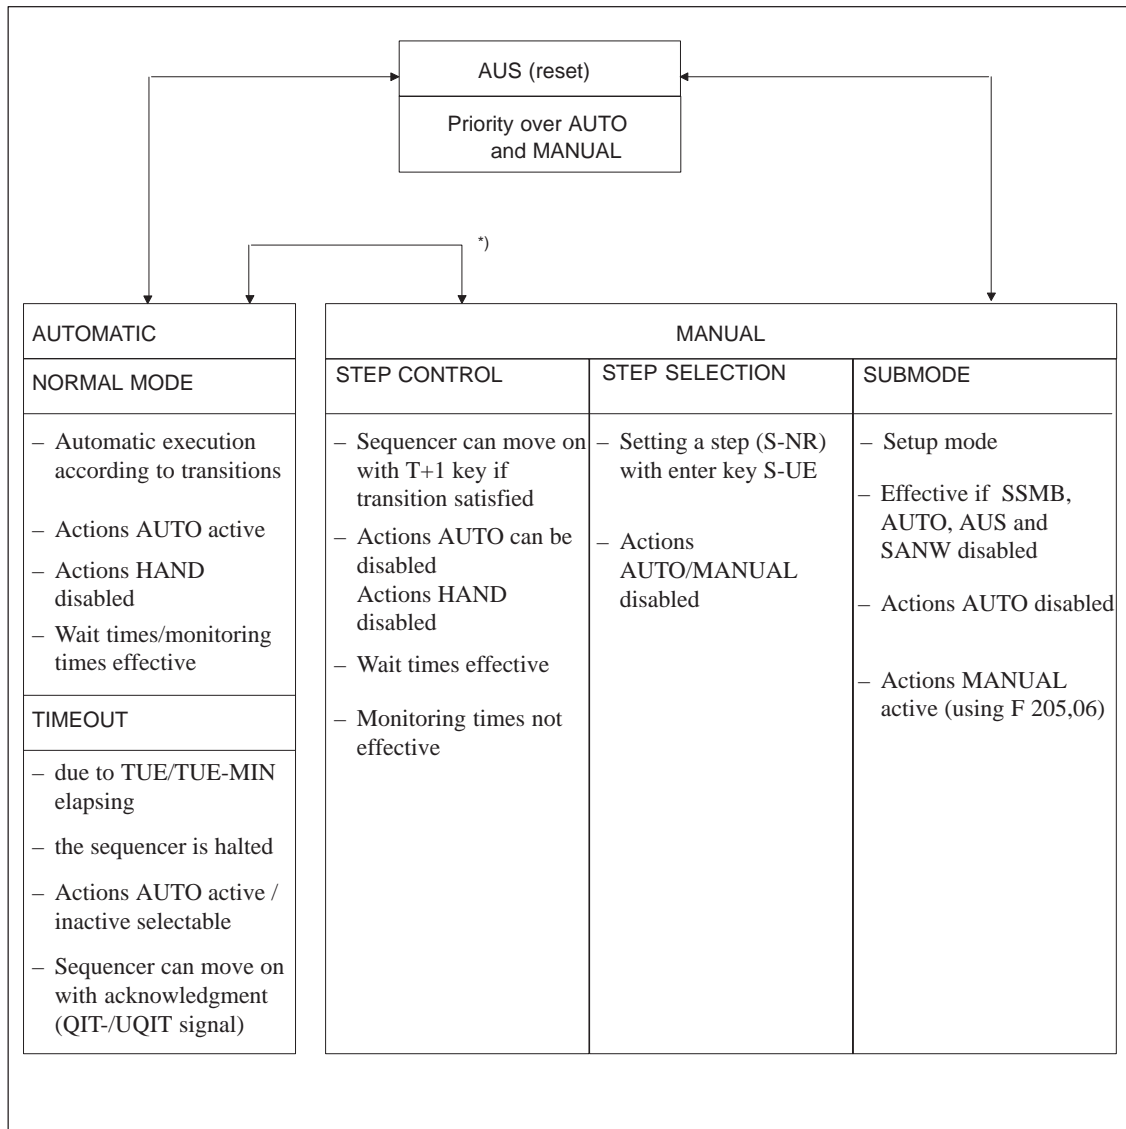 AUS (reset)
Priority over AUTO
and MANUAL
*)
AUTOMATIC
NORMAL MODE
– Automatic execution
according to transitions
– Actions AUTO active
– Actions HAND
disabled
– Wait times/monitoring
times effective
TIMEOUT
– due to TUE/TUE-MIN
elapsing
– the sequencer is halted
– Actions AUTO active /
inactive selectable
– Sequencer can move on
with acknowledgment
(QIT-/UQIT signal)
MANUAL
STEP CONTROL
– Sequencer can move on
with T+1 key if
transition satisfied
– Actions AUTO can be
disabled
Actions HAND
disabled
– Wait times effective
– Monitoring times not
effective
STEP SELECTION
– Setting a step (S-NR)
with enter key S-UE
– Actions
AUTO/MANUAL
disabled
SUBMODE
– Setup mode
– Effective if SSMB,
AUTO, AUS and
SANW disabled
– Actions AUTO disabled
– Actions MANUAL
active (using F 205,06)